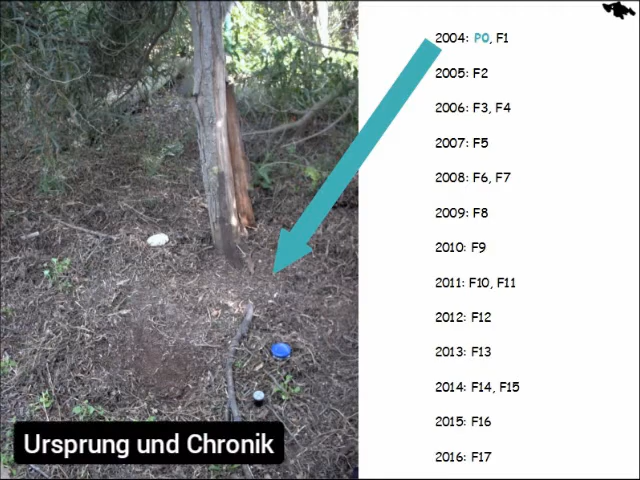 2004: P0, F1
2005: F2
2006: F3, F4
2007: F5
2008: F6, F7
2009: F8
2010: F9
2011: F10, F11
2012: F12
2013: F13
2014: F14, F15
2015: F16
2016: F17
Ursprung und Chronik